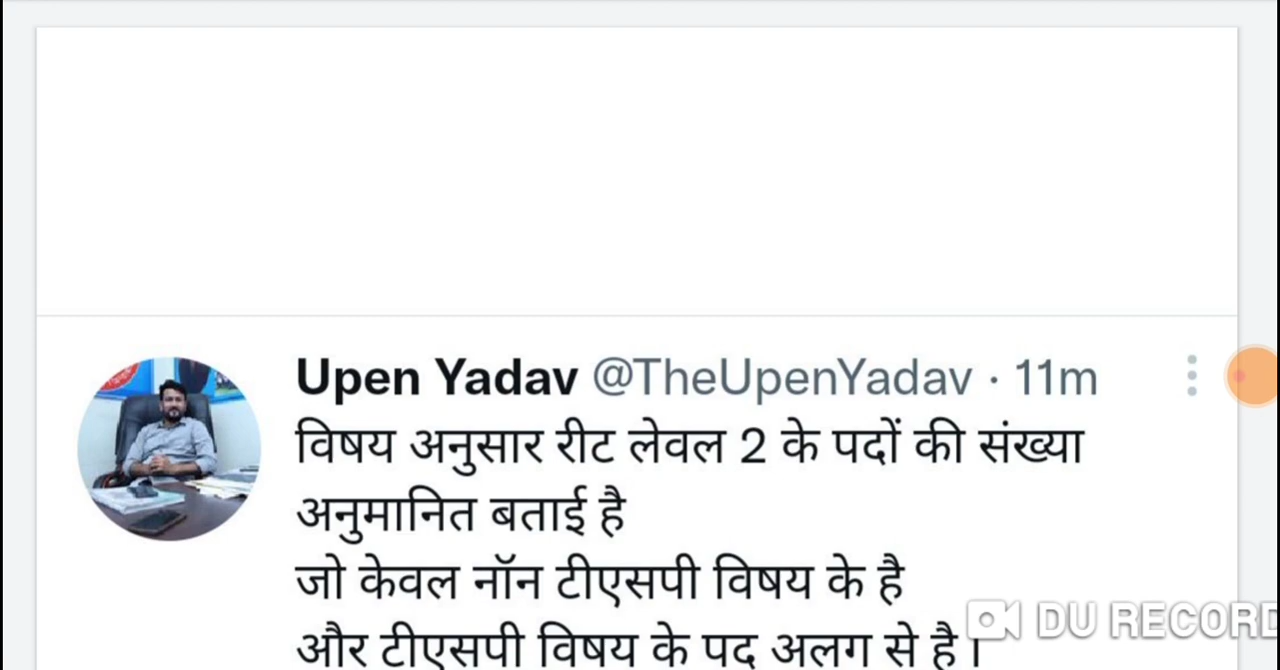 Upen Yadav @TheUpenYadav · 11m
विषय अनुसार रीट लेवल 2 के पदों की संख्या
अनुमानित बताई है
जो केवल नॉन टीएसपी विषय के है
और टीएसपी विषय के पद अलग से है।
DU RECORD